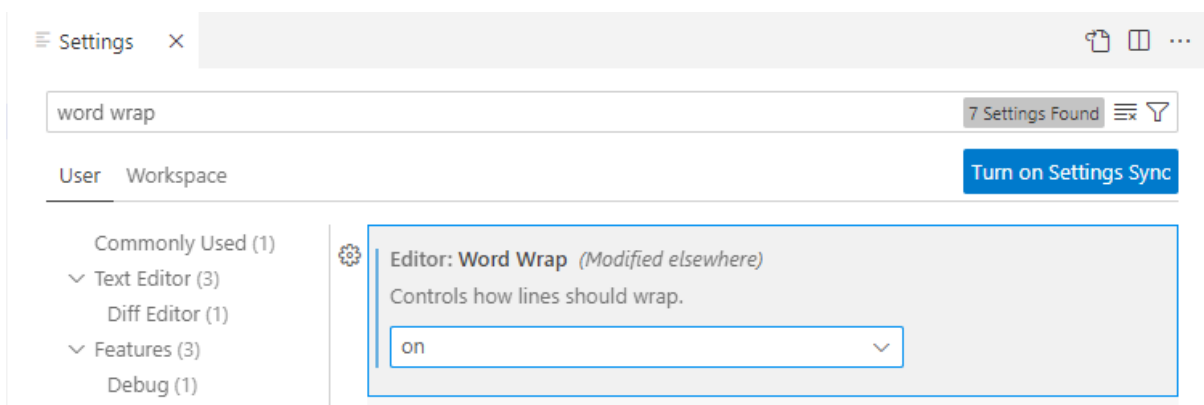 Settings
word wrap
7 Settings Found
User Workspace
Turn on Settings Sync
Commonly Used (1)
Text Editor (3)
Diff Editor (1)
Features (3)
Debug (1)
Editor: Word Wrap (Modified elsewhere)
Controls how lines should wrap.
on